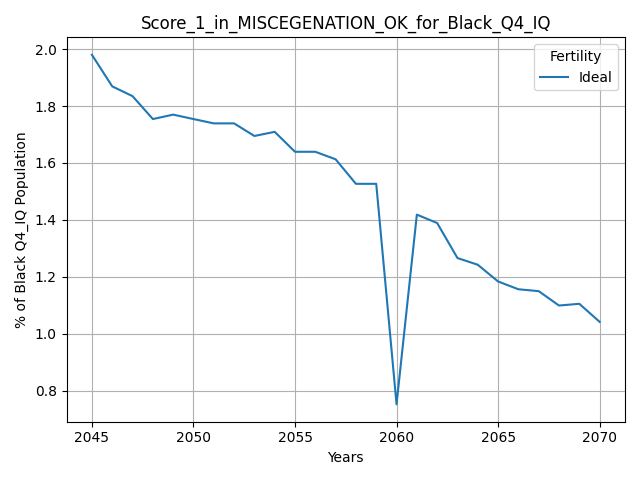 Score_1_in_MISCEGENATION_OK_for_Black_Q4_IQ
Fertility
Ideal
% of Black Q4_IQ Population
2.0
1.8
1.6
1.4
1.2
1.0
0.8
2045 2050 2055 2060 2065 2070
Years